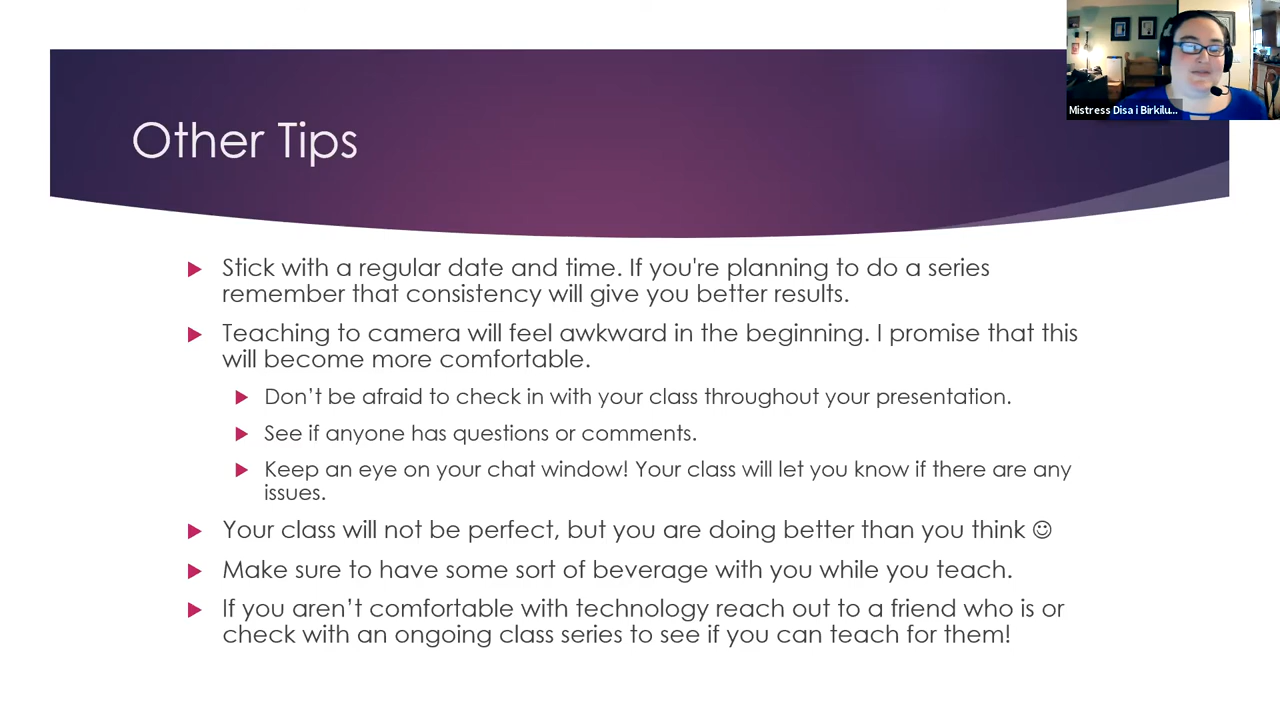 Mistress Disa i Birkilu...
Other Tips
Stick with a regular date and time. If you're planning to do a series
remember that consistency will give you better results.
Teaching to camera will feel awkward in the beginning. I promise that this
will become more comfortable.
Don’t be afraid to check in with your class throughout your presentation.
See if anyone has questions or comments.
Keep an eye on your chat window! Your class will let you know if there are any
issues.
Your class will not be perfect, but you are doing better than you think ☺
Make sure to have some sort of beverage with you while you teach.
If you aren’t comfortable with technology reach out to a friend who is or
check with an ongoing class series to see if you can teach for them!